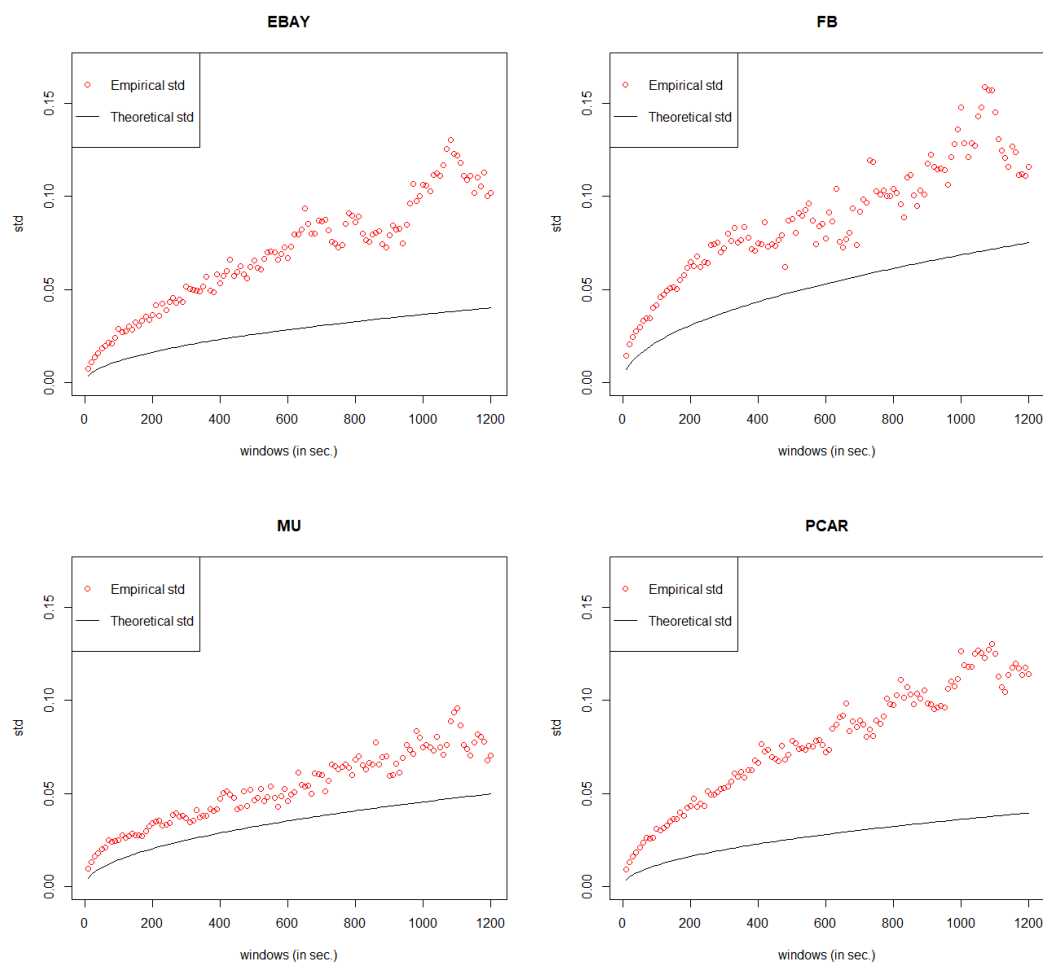 EBAY
Empirical std
Theoretical std
std
0.00 0.05 0.10 0.15
0 200 400 600 800 1000 1200
windows (in sec.)
FB
Empirical std
Theoretical std
std
0.00 0.05 0.10 0.15
0 200 400 600 800 1000 1200
windows (in sec.)
MU
Empirical std
Theoretical std
std
0.00 0.05 0.10 0.15
0 200 400 600 800 1000 1200
windows (in sec.)
PCAR
Empirical std
Theoretical std
std
0.00 0.05 0.10 0.15
0 200 400 600 800 1000 1200
windows (in sec.)